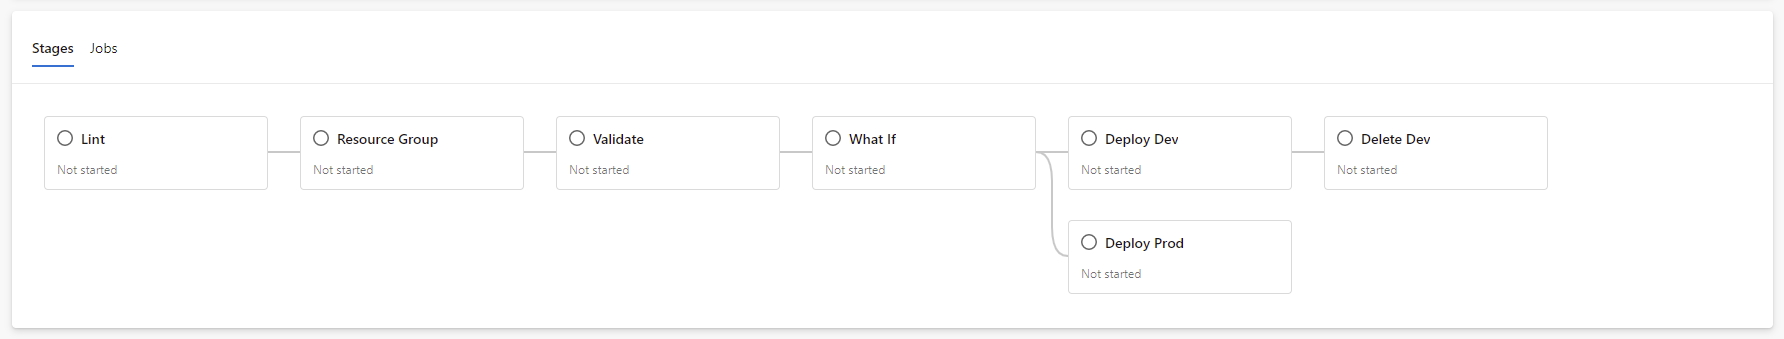 Stages Jobs
Lint Resource Group Validate What If Deploy Dev Delete Dev
Not started Not started Not started Not started Not started Not started
Deploy Prod
Not started